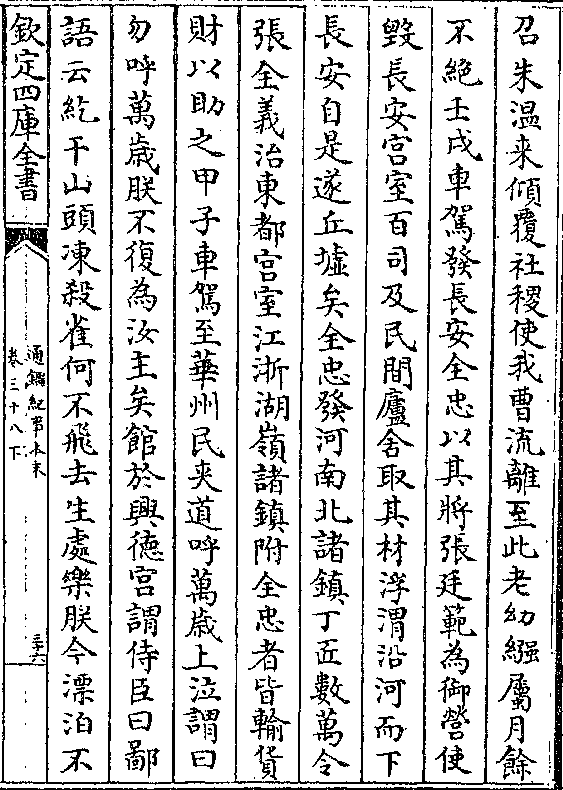 召朱溫来傾覆社稷使我曹流離至此老幼繦屬月餘
不絶壬戌車駕發長安全忠以其將張廷範為御營使
毁長安宫室百司及民間廬舍取其材浮渭沿河而下
長安自是遂丘墟矣全忠發河南北諸鎮丁匠數萬令
張全義治東都宫室江浙湖嶺諸鎮附全忠者皆輸貨
財以助之甲子車駕至華州民夾道呼萬歲上泣謂曰
勿呼萬歲朕不復為汝主矣館於興德宫謂侍臣曰鄙
語云紇干山頭凍殺雀何不飛去生處樂朕今漂泊不
欽定四庫全書
通鑑紀事本末
卷三十八下
三六